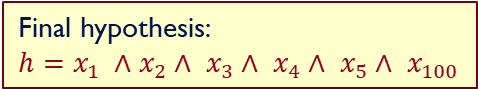 Final hypothesis:
h = x₁ ∧ x₂ ∧ x₃ ∧ x₄ ∧ x₅ ∧ x₁₀₀